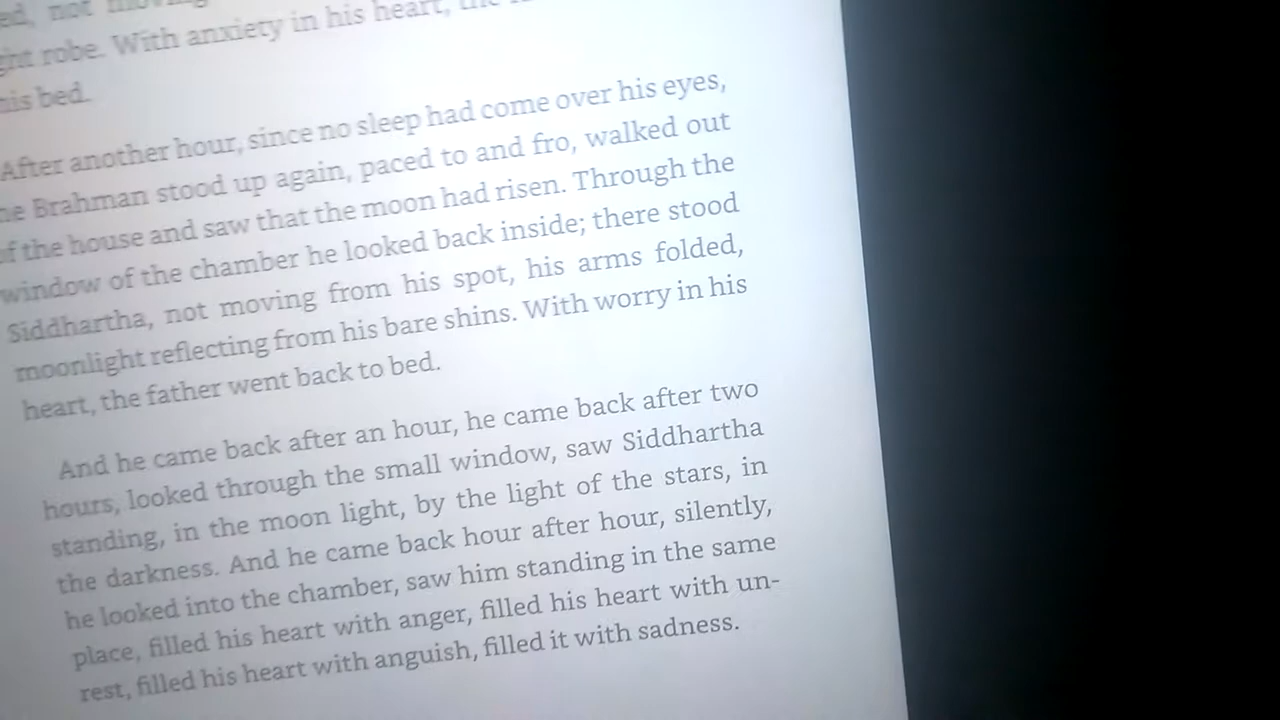 not moving
robe. With anxiety in his heart, the
his bed.
After another hour, since no sleep had come over his eyes,
Brahman stood up again, paced to and fro, walked out
of the house and saw that the moon had risen. Through the
window of the chamber he looked back inside; there stood
Siddhartha, not moving from his spot, his arms folded,
moonlight reflecting from his bare shins. With worry in his
heart, the father went back to bed.
And he came back after an hour, he came back after two
hours, looked through the small window, saw Siddhartha
standing, in the moon light, by the light of the stars, in
the darkness. And he came back hour after hour, silently,
he looked into the chamber, saw him standing in the same
place, filled his heart with anger, filled his heart with un-
rest, filled his heart with anguish, filled it with sadness.